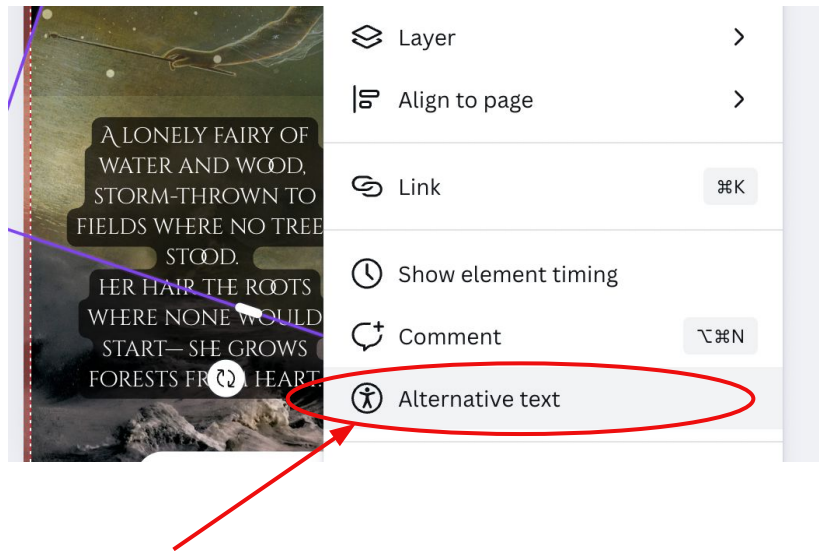 A LONELY FAIRY OF
WATER AND WOOD,
STORM-THROWN TO
FIELDS WHERE NO TREE
STOOD.
HER HAIR THE ROOTS
WHERE NONE WOULD
START— SHE GROWS
FORESTS HEART.
Layer
Align to page
Link ⌘K
Show element timing
Comment ⌥⌘N
Alternative text